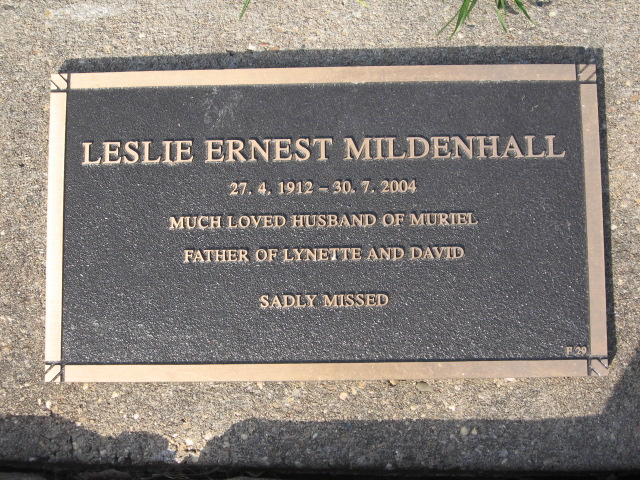 LESLIE ERNEST MILDENHALL
27. 4. 1912 – 30. 7. 2004
MUCH LOVED HUSBAND OF MURIEL
FATHER OF LYNETTE AND DAVID
SADLY MISSED